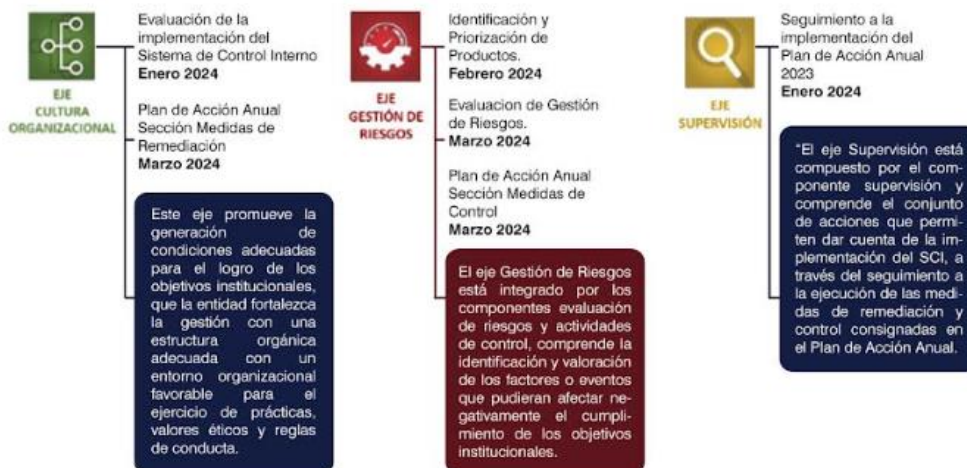 EJE
CULTURA
ORGANIZACIONAL
Evaluación de la
implementación del
Sistema de Control Interno
Enero 2024
Plan de Acción Anual
Sección Medidas de
Remediación
Marzo 2024
Este eje promueve la
generación de
condiciones adecuadas
para el logro de los
objetivos institucionales,
que la entidad fortalezca
la gestión con una
estructura orgánica
adecuada con un
entorno organizacional
favorable para el
ejercicio de prácticas,
valores éticos y reglas
de conducta.
EJE
GESTIÓN DE
RIESGOS
Identificación y
Priorización de
Productos.
Febrero 2024
Evaluacion de Gestión
de Riesgos.
Marzo 2024
Plan de Acción Anual
Sección Medidas de
Control
Marzo 2024
El eje Gestión de Riesgos
está integrado por los
componentes evaluación
de riesgos y actividades
de control, comprende la
identificación y valoración
de los factores o eventos
que pudieran afectar ne-
gativamente el cumpli-
miento de los objetivos
institucionales.
EJE
SUPERVISIÓN
Seguimiento a la
implementación del
Plan de Acción Anual
2023
Enero 2024
"El eje Supervisión está
compuesto por el com-
ponente supervisión y
comprende el conjunto
de acciones que permi-
ten dar cuenta de la im-
plementación del SCI, a
través del seguimiento a
la ejecución de las medi-
das de remediación y
control consignadas en
el Plan de Acción Anual.